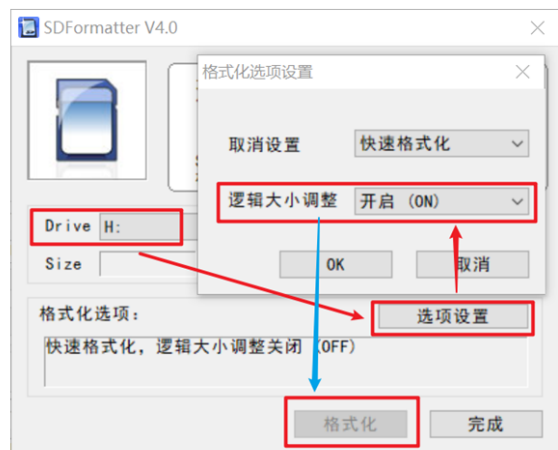 SDFormatter V4.0
格式化选项设置
取消设置 快速格式化
逻辑大小调整 开启 (ON)
OK 取消
Drive H:
Size
格式化选项: 选项设置
快速格式化, 逻辑大小调整关闭 (OFF)
格式化 完成